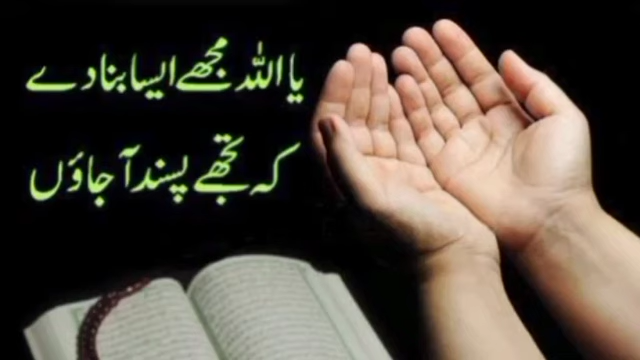 یا اللہ مجھے ایسا بنا دے
کہ تجھے پسند آ جاؤں